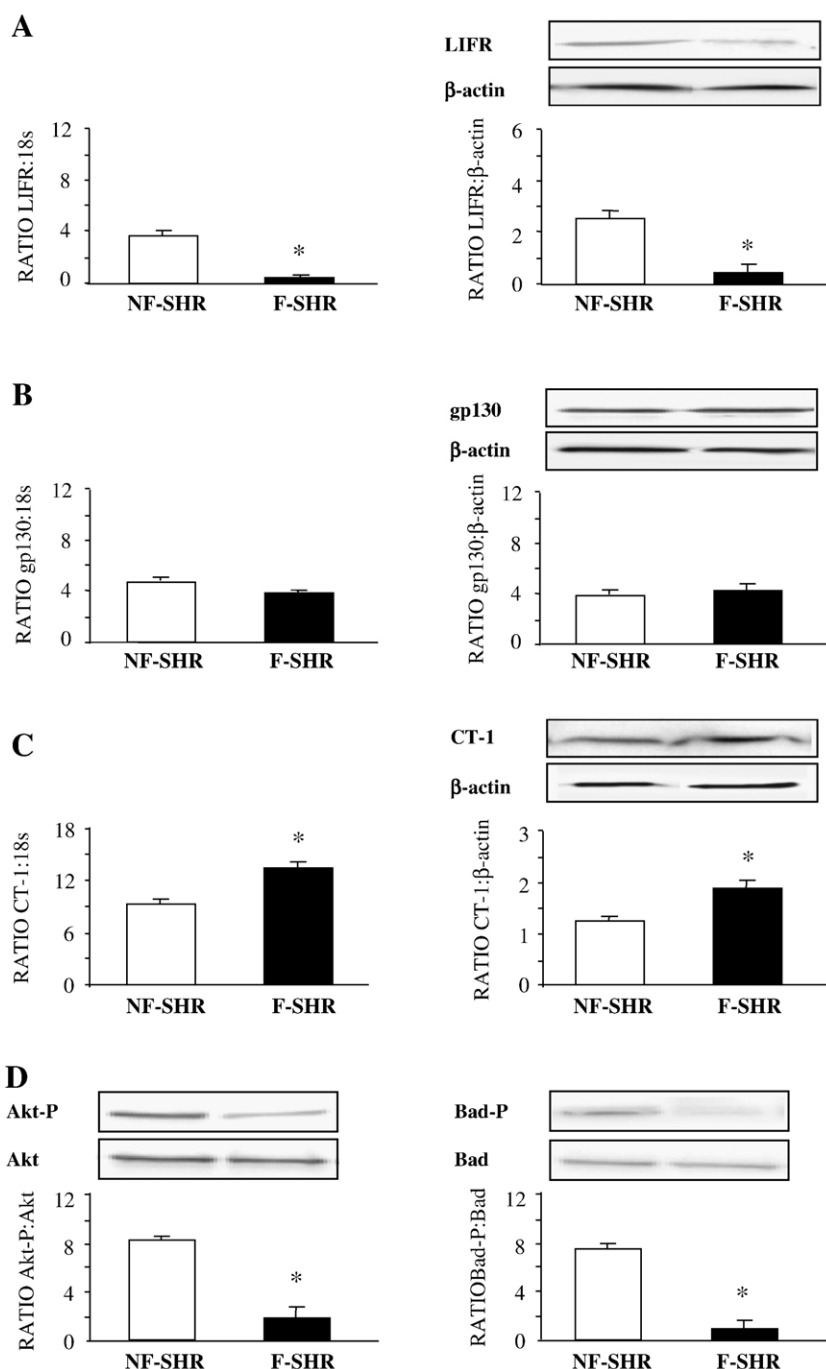 A
LIFR
β-actin
RATIO LIFR:18s
12
8
4
0
*
NF-SHR F-SHR
RATIO LIFR:β-actin
6
4
2
0
*
NF-SHR F-SHR
B
gp130
β-actin
RATIO gp130:18s
12
8
4
0
NF-SHR F-SHR
RATIO gp130:β-actin
12
8
4
0
NF-SHR F-SHR
C
CT-1
β-actin
RATIO CT-1:18s
18
12
9
6
0
*
NF-SHR F-SHR
RATIO CT-1:β-actin
3
2
1
0
*
NF-SHR F-SHR
D
Akt-P
Akt
RATIO Akt-P:Akt
12
8
4
0
*
NF-SHR F-SHR
Bad-P
Bad
RATIOBad-P:Bad
12
8
4
0
*
NF-SHR F-SHR